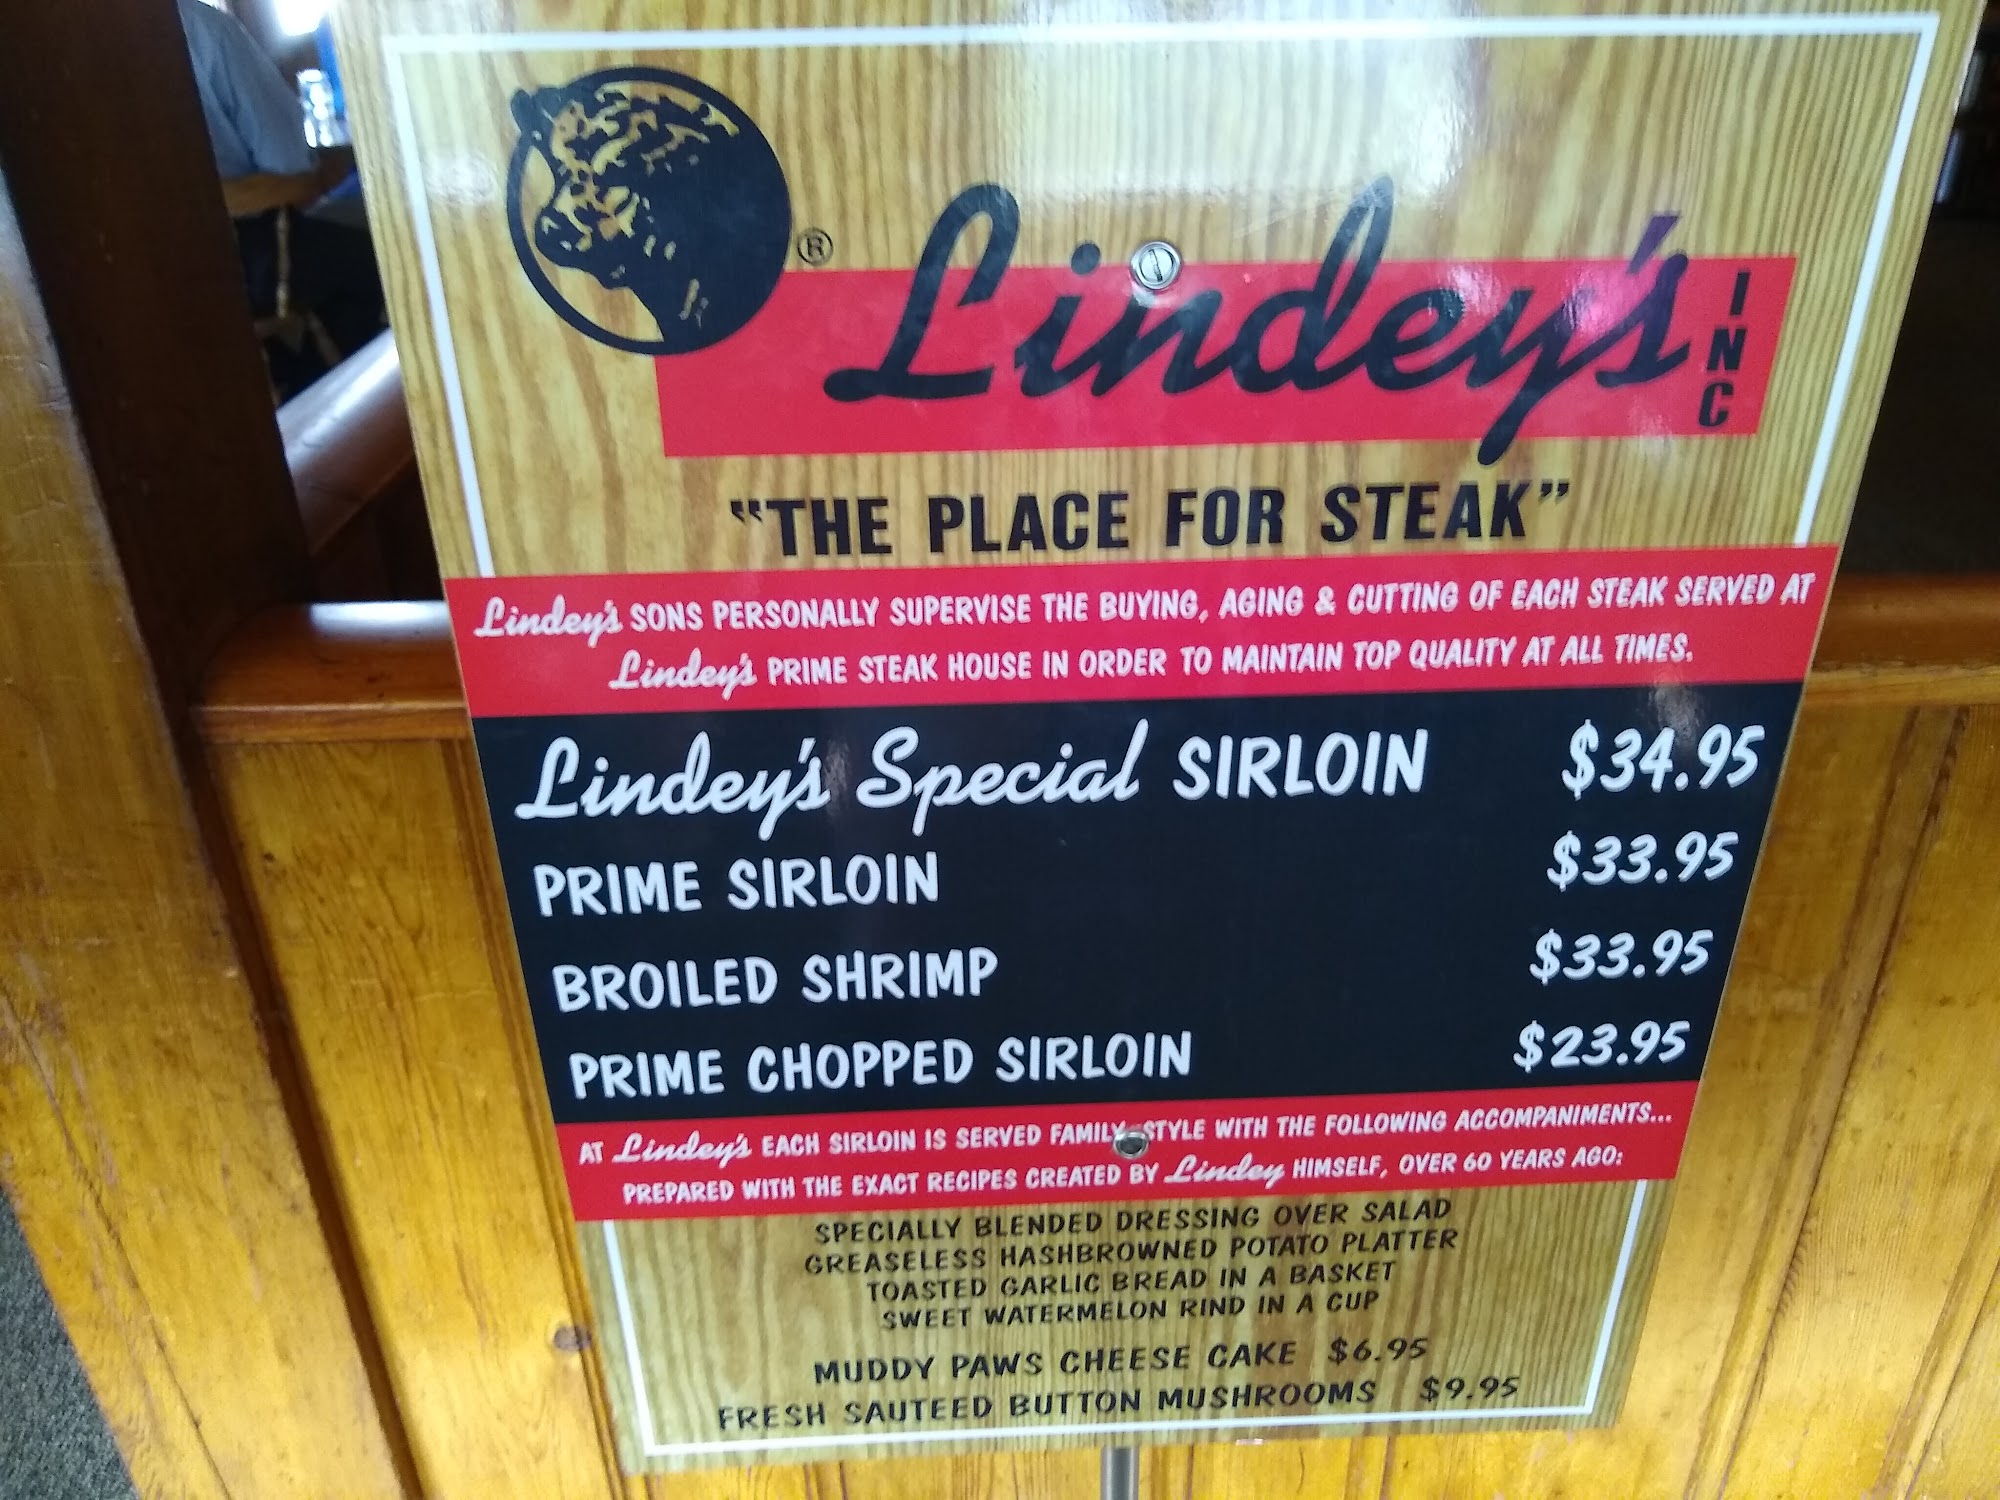 ®
Lindey's INC
"THE PLACE FOR STEAK"
Lindey's SONS PERSONALLY SUPERVISE THE BUYING, AGING & CUTTING OF EACH STEAK SERVED AT
Lindey's PRIME STEAK HOUSE IN ORDER TO MAINTAIN TOP QUALITY AT ALL TIMES.
Lindey's Special SIRLOIN $34.95
PRIME SIRLOIN $33.95
BROILED SHRIMP $33.95
PRIME CHOPPED SIRLOIN $23.95
AT Lindey's EACH SIRLOIN IS SERVED FAMILY-STYLE WITH THE FOLLOWING ACCOMPANIMENTS...
PREPARED WITH THE EXACT RECIPES CREATED BY Lindey HIMSELF, OVER 60 YEARS AGO:
SPECIALLY BLENDED DRESSING OVER SALAD
GREASELESS HASHBROWNED POTATO PLATTER
TOASTED GARLIC BREAD IN A BASKET
SWEET WATERMELON RIND IN A CUP
MUDDY PAWS CHEESE CAKE $6.95
FRESH SAUTEED BUTTON MUSHROOMS $9.95